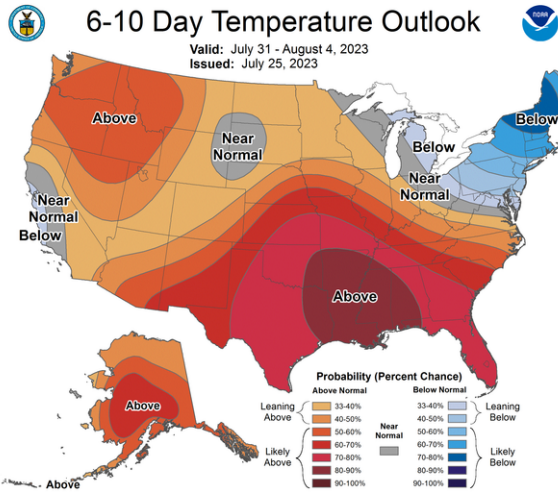 6-10 Day Temperature Outlook
NOAA
Valid: July 31 - August 4, 2023
Issued: July 25, 2023
Above
Near
Normal
Below
Below
Near
Normal
Near
Normal
Below
Above
Above
Above
Probability (Percent Chance)
Above Normal
Below Normal
Leaning
Above
33-40%
40-50%
Likely
Above
50-60%
60-70%
70-80%
80-90%
90-100%
Near
Normal
33-40%
40-50%
Leaning
Below
50-60%
60-70%
70-80%
80-90%
90-100%
Likely
Below